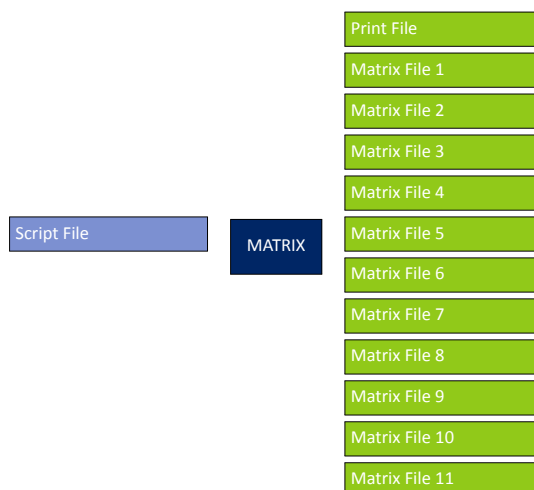 Script File
MATRIX
Print File
Matrix File 1
Matrix File 2
Matrix File 3
Matrix File 4
Matrix File 5
Matrix File 6
Matrix File 7
Matrix File 8
Matrix File 9
Matrix File 10
Matrix File 11